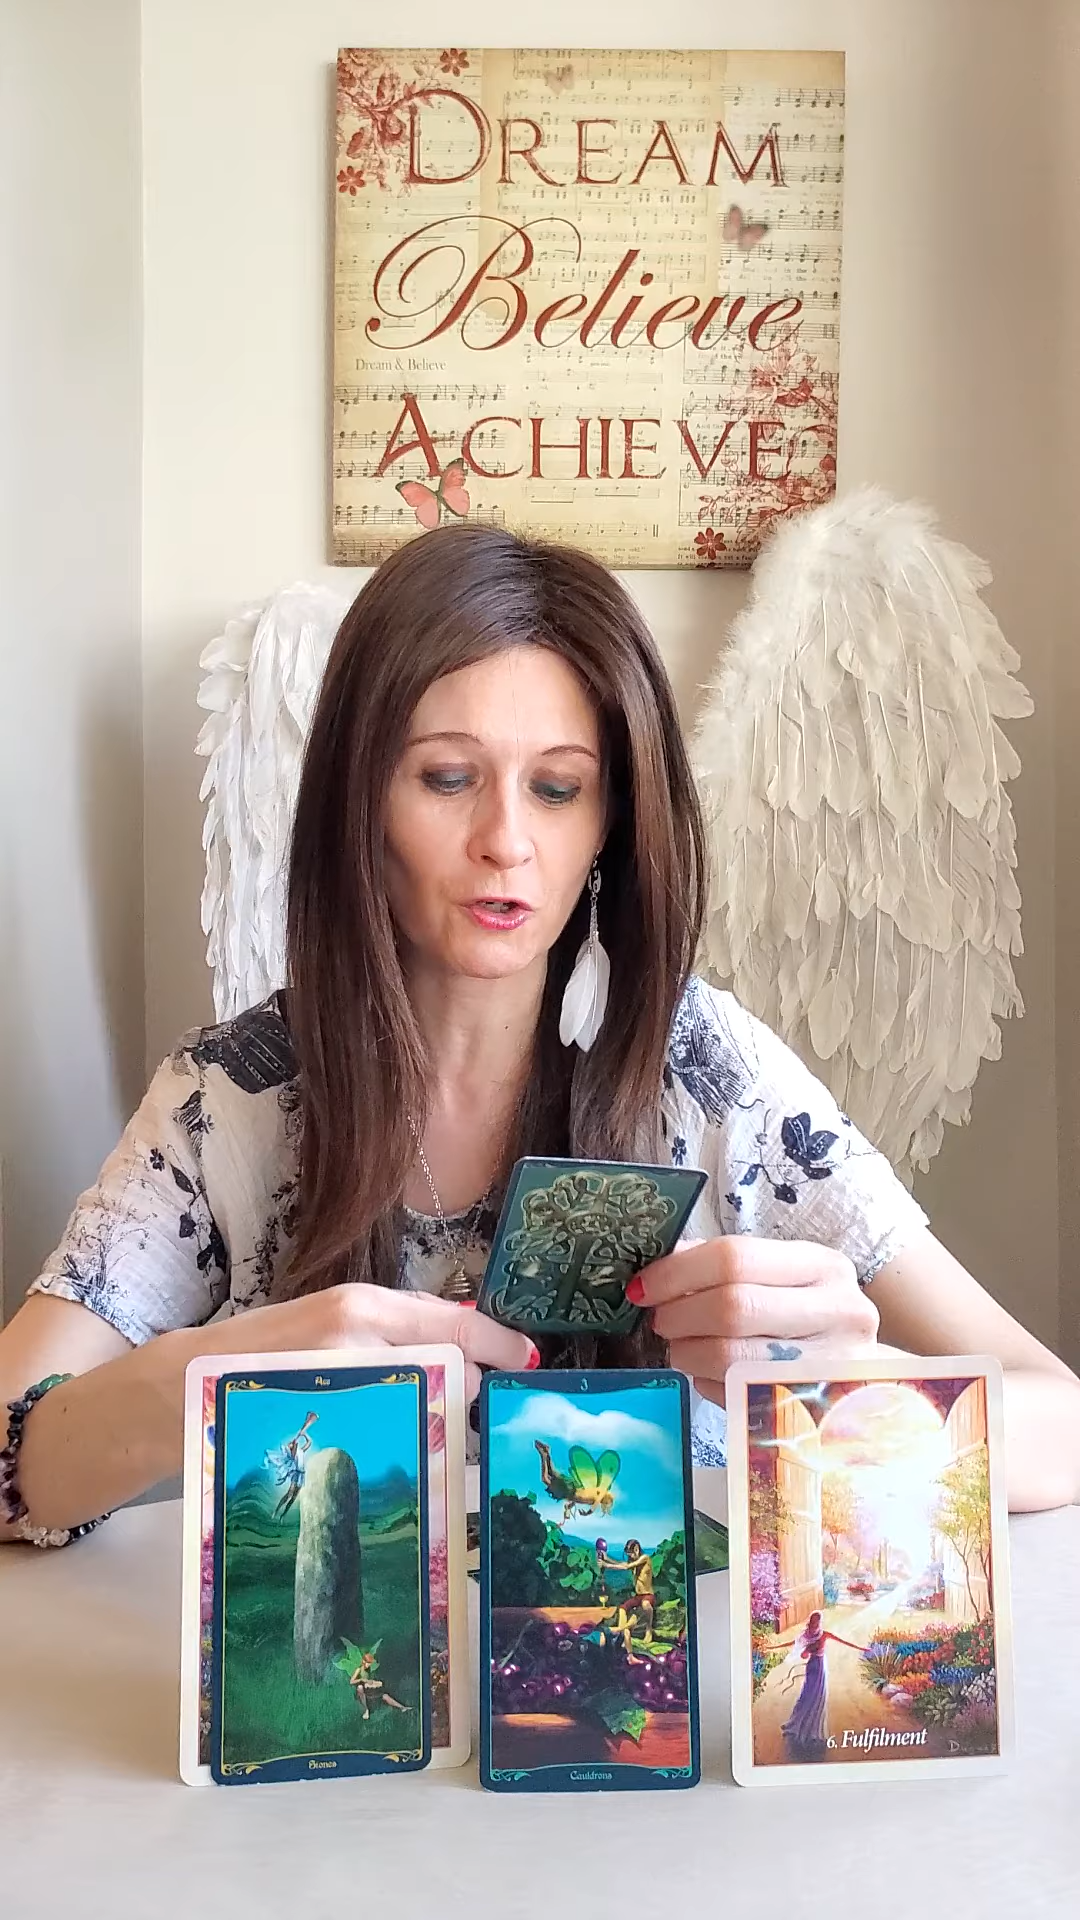 DREAM
Believe
Dream & Believe
ACHIEVE
Ace
Stones
3
Cauldrons
6. Fulfilment